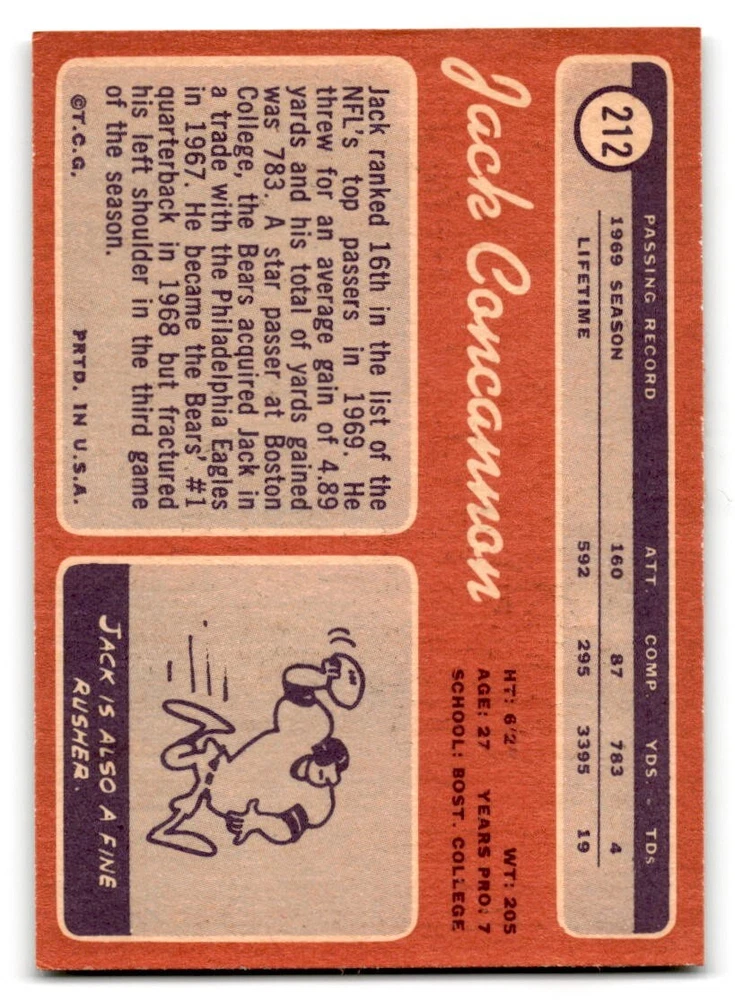 212
PASSING RECORD ATT. COMP. YDS. - TDs
1969 SEASON 160 87 783 4
LIFETIME 592 295 3395 19
Jack Concannon
HT: 6'2" WT: 205
AGE: 27 YEARS PRO: 7
SCHOOL: BOST. COLLEGE
Jack ranked 16th in the list of the
NFL's top passers in 1969. He
threw for an average gain of 4.89
yards and his total of yards gained
was 783. A star passer at Boston
College, the Bears acquired Jack in
a trade with the Philadelphia Eagles
in 1967. He became the Bears' #1
quarterback in 1968 but fractured
his left shoulder in the third game
of the season.
©T.C.G. PRTD. IN U.S.A.
JACK IS ALSO A FINE
RUSHER.